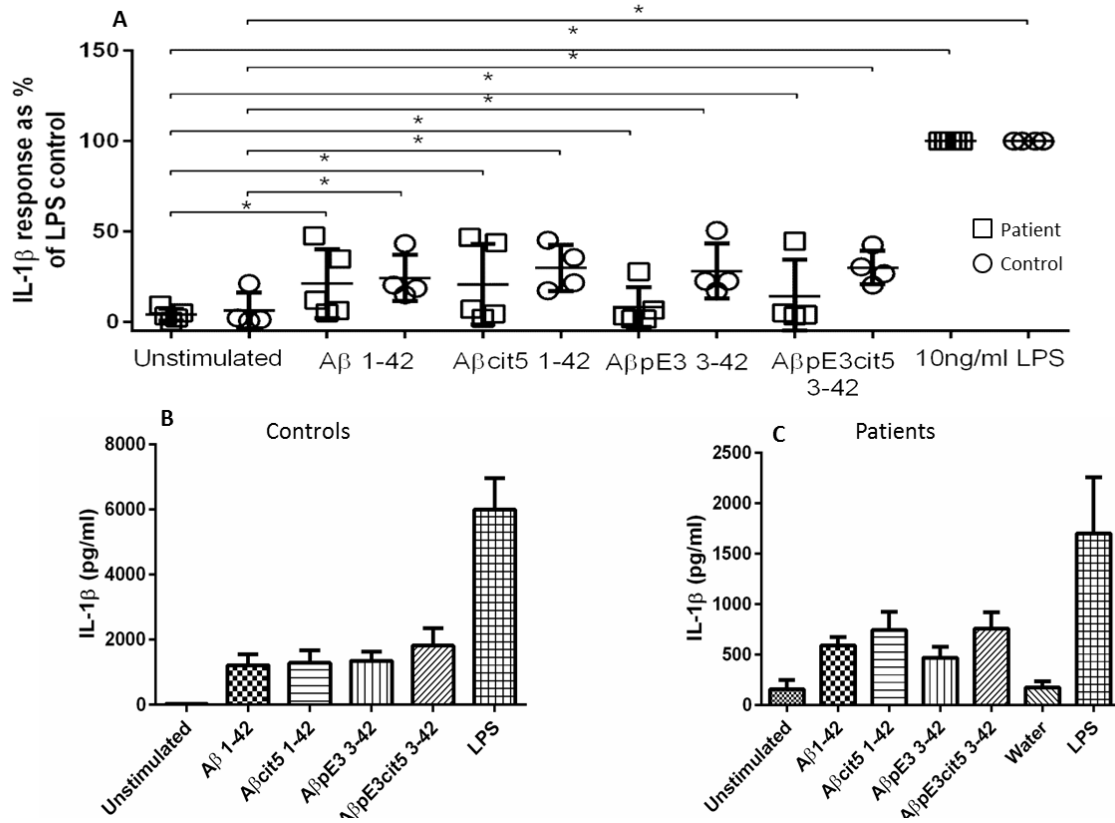 A
IL-1β response as %
of LPS control
150
100
50
0
*
*
*
*
*
*
*
*
*
*
Patient
Control
Unstimulated
Aβ 1-42
Aβcit5 1-42
AβpE3 3-42
AβpE3cit5
3-42
10ng/ml LPS
B
Controls
IL-1β (pg/ml)
8000
6000
4000
2000
0
Unstimulated
Aβ 1-42
Aβcit5 1-42
AβpE3 3-42
AβpE3cit5 3-42
LPS
C
Patients
IL-1β (pg/ml)
2500
2000
1500
1000
500
0
Unstimulated
Aβ1-42
Aβcit5 1-42
AβpE3 3-42
AβpE3cit5 3-42
Water
LPS